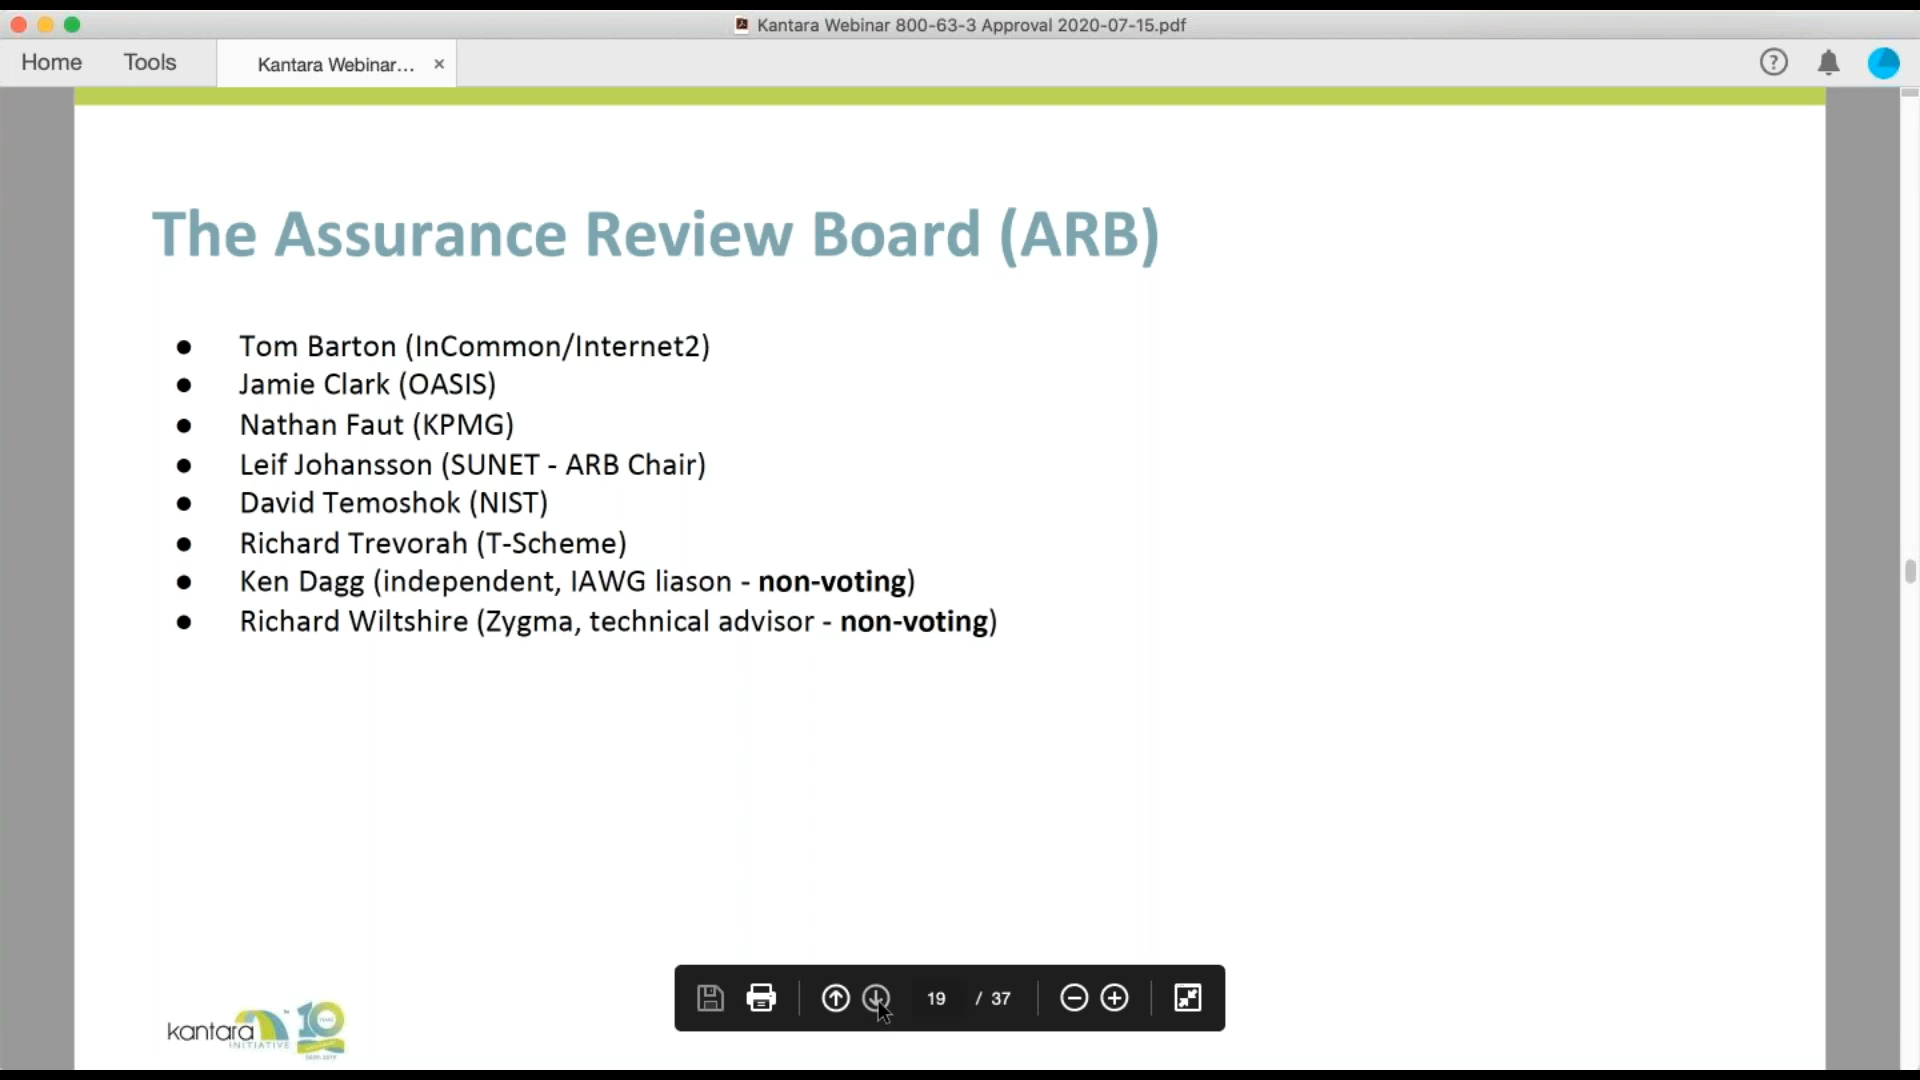 Kantara Webinar 800-63-3 Approval 2020-07-15.pdf
Home
Tools
Kantara Webinar...
The Assurance Review Board (ARB)
● Tom Barton (InCommon/Internet2)
● Jamie Clark (OASIS)
● Nathan Faut (KPMG)
● Leif Johansson (SUNET - ARB Chair)
● David Temoshok (NIST)
● Richard Trevorah (T-Scheme)
● Ken Dagg (independent, IAWG liason - non-voting)
● Richard Wiltshire (Zygma, technical advisor - non-voting)
19 / 37
kantara
INITIATIVE
10